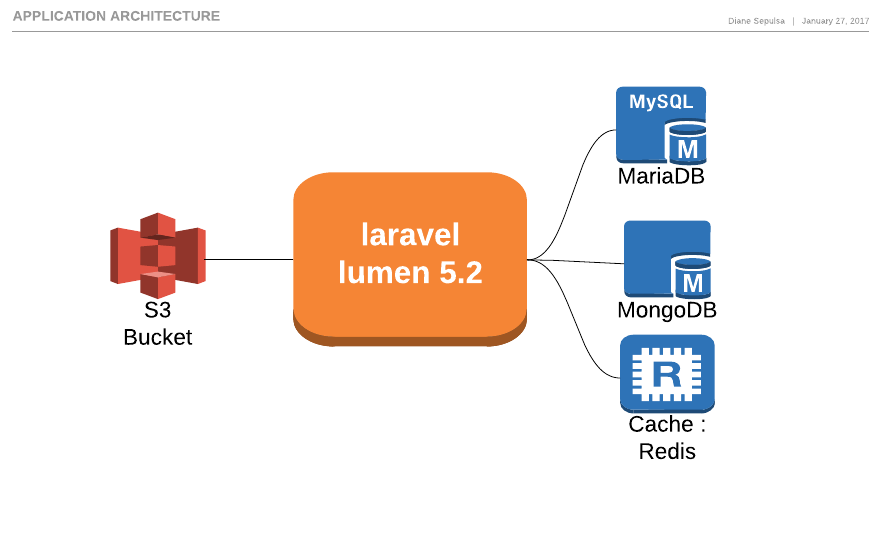 APPLICATION ARCHITECTURE
Diane Sepulsa | January 27, 2017
MySQL
M
MariaDB
laravel
lumen 5.2
S3
Bucket
M
MongoDB
R
Cache :
Redis